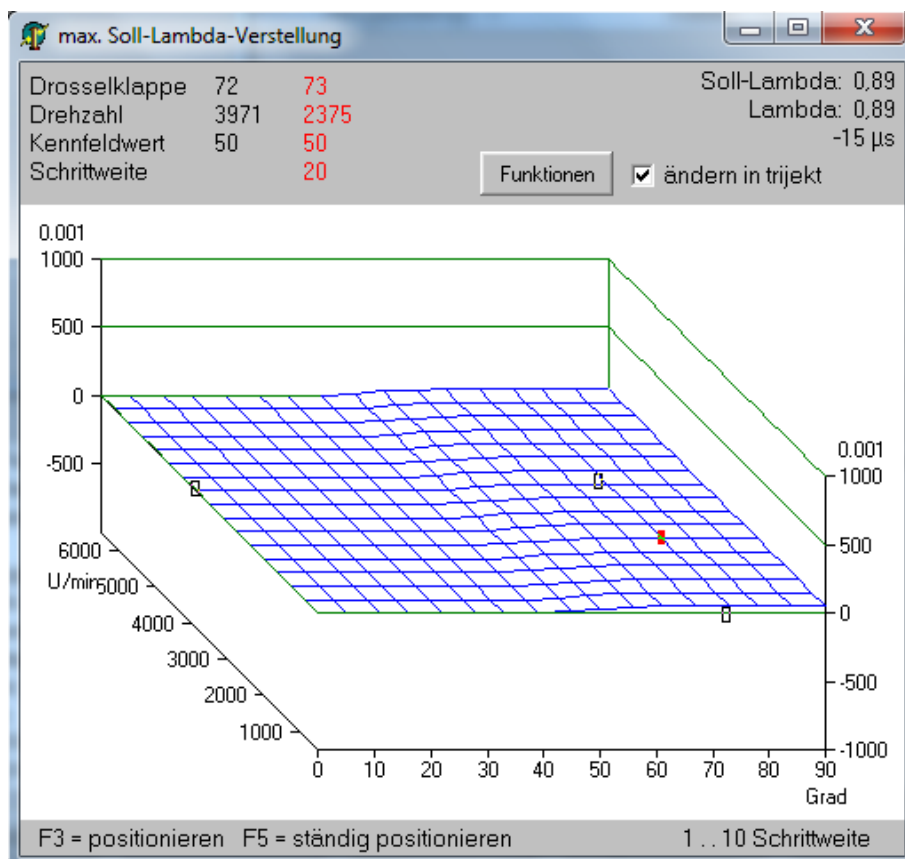 max. Soll-Lambda-Verstellung
Drosselklappe 72 73
Drehzahl 3971 2375
Kennfeldwert 50 50
Schrittweite 20
Soll-Lambda: 0,89
Lambda: 0,89
-15 µs
Funktionen
ändern in trijekt
0.001
1000
500
0
-500
6000
U/min
5000
4000
3000
2000
1000
0 10 20 30 40 50 60 70 80 90
Grad
0.001
1000
500
0
-500
-1000
F3 = positionieren F5 = ständig positionieren 1 . . 10 Schrittweite